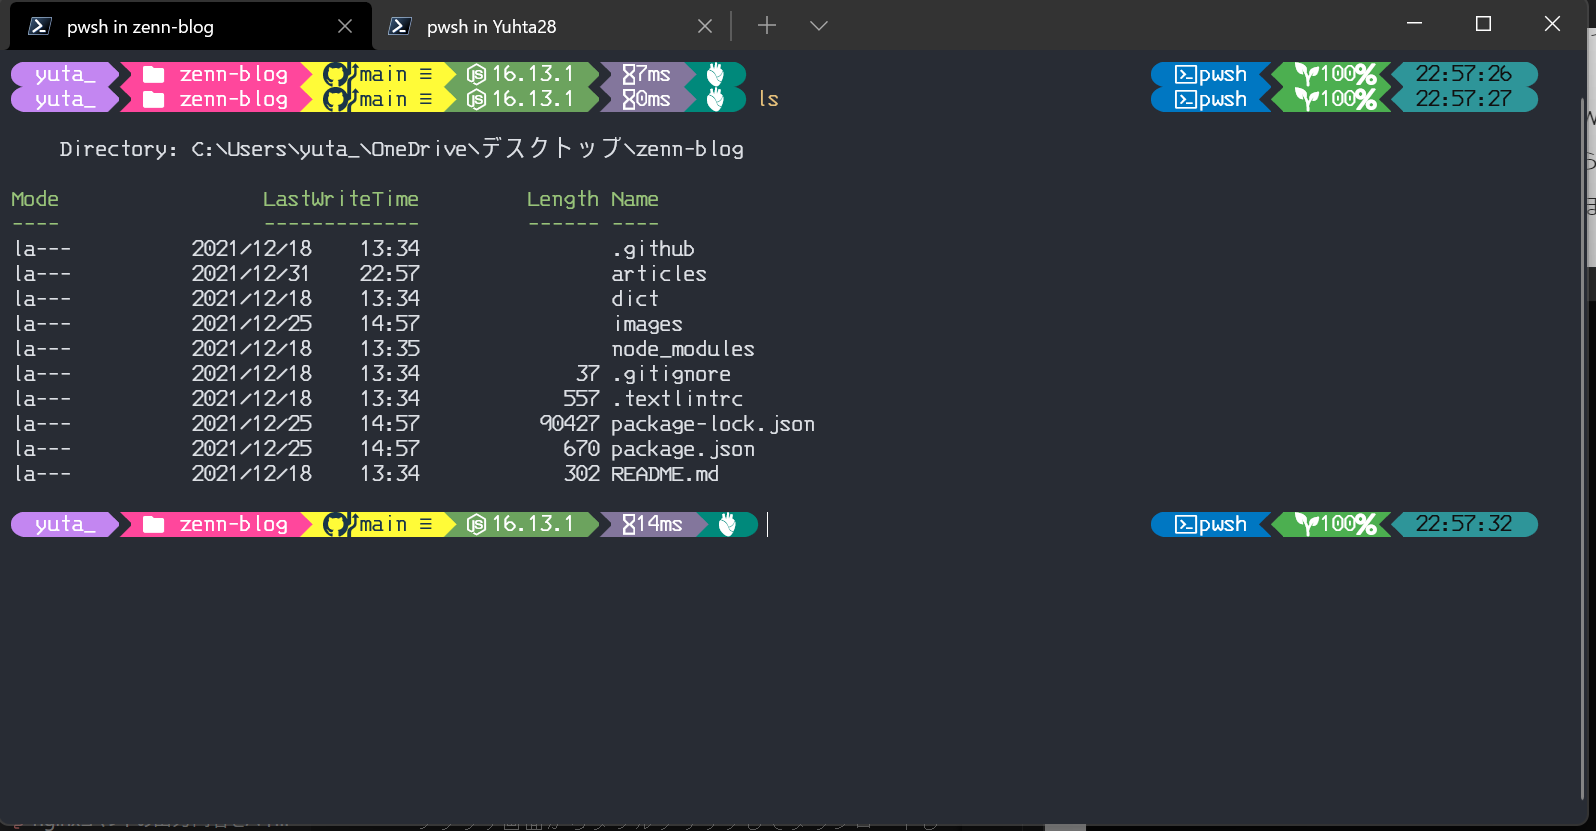 pwsh in zenn-blog pwsh in Yuhta28
yuta_ zenn-blog main ≡ 16.13.1 7ms pwsh 100% 22:57:26
yuta_ zenn-blog main ≡ 16.13.1 0ms ls pwsh 100% 22:57:27
Directory: C:\Users\yuta_\OneDrive\デスクトップ\zenn-blog
Mode LastWriteTime Length Name
---- ------------- ------ ----
la--- 2021/12/18 13:34 .github
la--- 2021/12/31 22:57 articles
la--- 2021/12/18 13:34 dict
la--- 2021/12/25 14:57 images
la--- 2021/12/18 13:35 node_modules
la--- 2021/12/18 13:34 37 .gitignore
la--- 2021/12/18 13:34 557 .textlintrc
la--- 2021/12/25 14:57 90427 package-lock.json
la--- 2021/12/25 14:57 670 package.json
la--- 2021/12/18 13:34 302 README.md
yuta_ zenn-blog main ≡ 16.13.1 14ms pwsh 100% 22:57:32